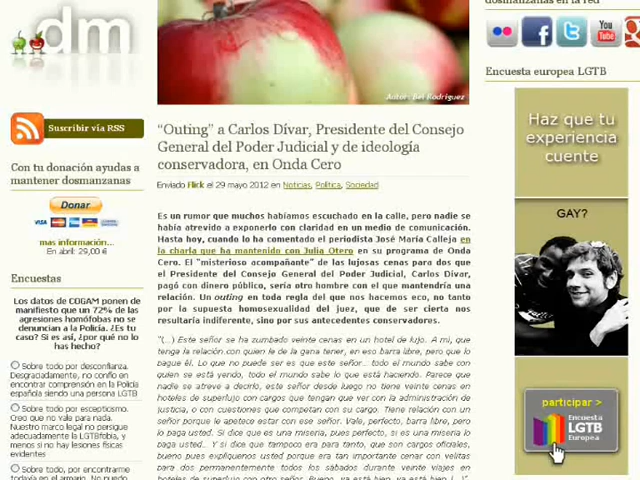 dm
Suscribir vía RSS
Con tu donación ayudas a
mantener dosmanzanas
Donar
VISA
mas información...
En abril: 29,00 €
Encuestas
Los datos de COGAM ponen de
manifiesto que un 72% de las
agresiones homófobas no se
denuncian a la Policía. ¿Es tu
caso? Si es así, ¿por qué no lo
has hecho?
Sobre todo por desconfianza.
Desgraciadamente, no confío en
encontrar comprensión en la Policía
española siendo una persona LGTB
Sobre todo por escepticismo.
Creo que no vale para nada.
Nuestro marco legal no persigue
adecuadamente la LGTBfobia, y
menos si no hay lesiones físicas
evidentes
Sobre todo, por encontrarme
todavía en el armario. No puedo
Autor: Bei Rodríguez
“Outing” a Carlos Dívar, Presidente del Consejo
General del Poder Judicial y de ideología
conservadora, en Onda Cero
Enviado Flick el 29 mayo 2012 en Noticias, Política, Sociedad
Es un rumor que muchos habíamos escuchado en la calle, pero nadie se
había atrevido a exponerlo con claridad en un medio de comunicación.
Hasta hoy, cuando lo ha comentado el periodista José María Calleja en
la charla que ha mantenido con Julia Otero en su programa de Onda
Cero. El "misterioso acompañante" de las lujosas cenas para dos que
el Presidente del Consejo General del Poder Judicial, Carlos Dívar,
pagó con dinero público, sería otro hombre con el que mantendría una
relación. Un outing en toda regla del que nos hacemos eco, no tanto
por la supuesta homosexualidad del juez, que de ser cierta nos
resultaría indiferente, sino por sus antecedentes conservadores.
"(...) Este señor se ha zumbado veinte cenas en un hotel de lujo. A mi, que
tenga la relación con quien le de la gana tener, en eso barra libre, pero que lo
pague él. Lo que no puede ser es que este señor... todo el mundo sabe con
quien se está yendo, todo el mundo sabe lo que está haciendo. Parece que
nadie se atreve a decirlo, este señor desde luego no tiene veinte cenas en
hoteles de superlujo con cargos que tengan que ver con la administración de
justicia, o con cuestiones que competan con su cargo. Tiene relación con un
señor porque le apetece estar con ese señor. Vale, perfecto, barra libre, pero
lo paga usted. Si dice que es una miseria, pues perfecto, si es una miseria lo
paga usted... Y si dice que tampoco era para tanto, que son cargos oficiales,
bueno pues explíquenos usted porque era tan importante cenar con velitas
para dos permanentemente todos los sábados durante veinte viajes en
dosmanzanas en la red
You
Tube
Encuesta europea LGTB
Haz que tu
experiencia
cuente
GAY?
participar >
Encuesta
LGTB
Europea